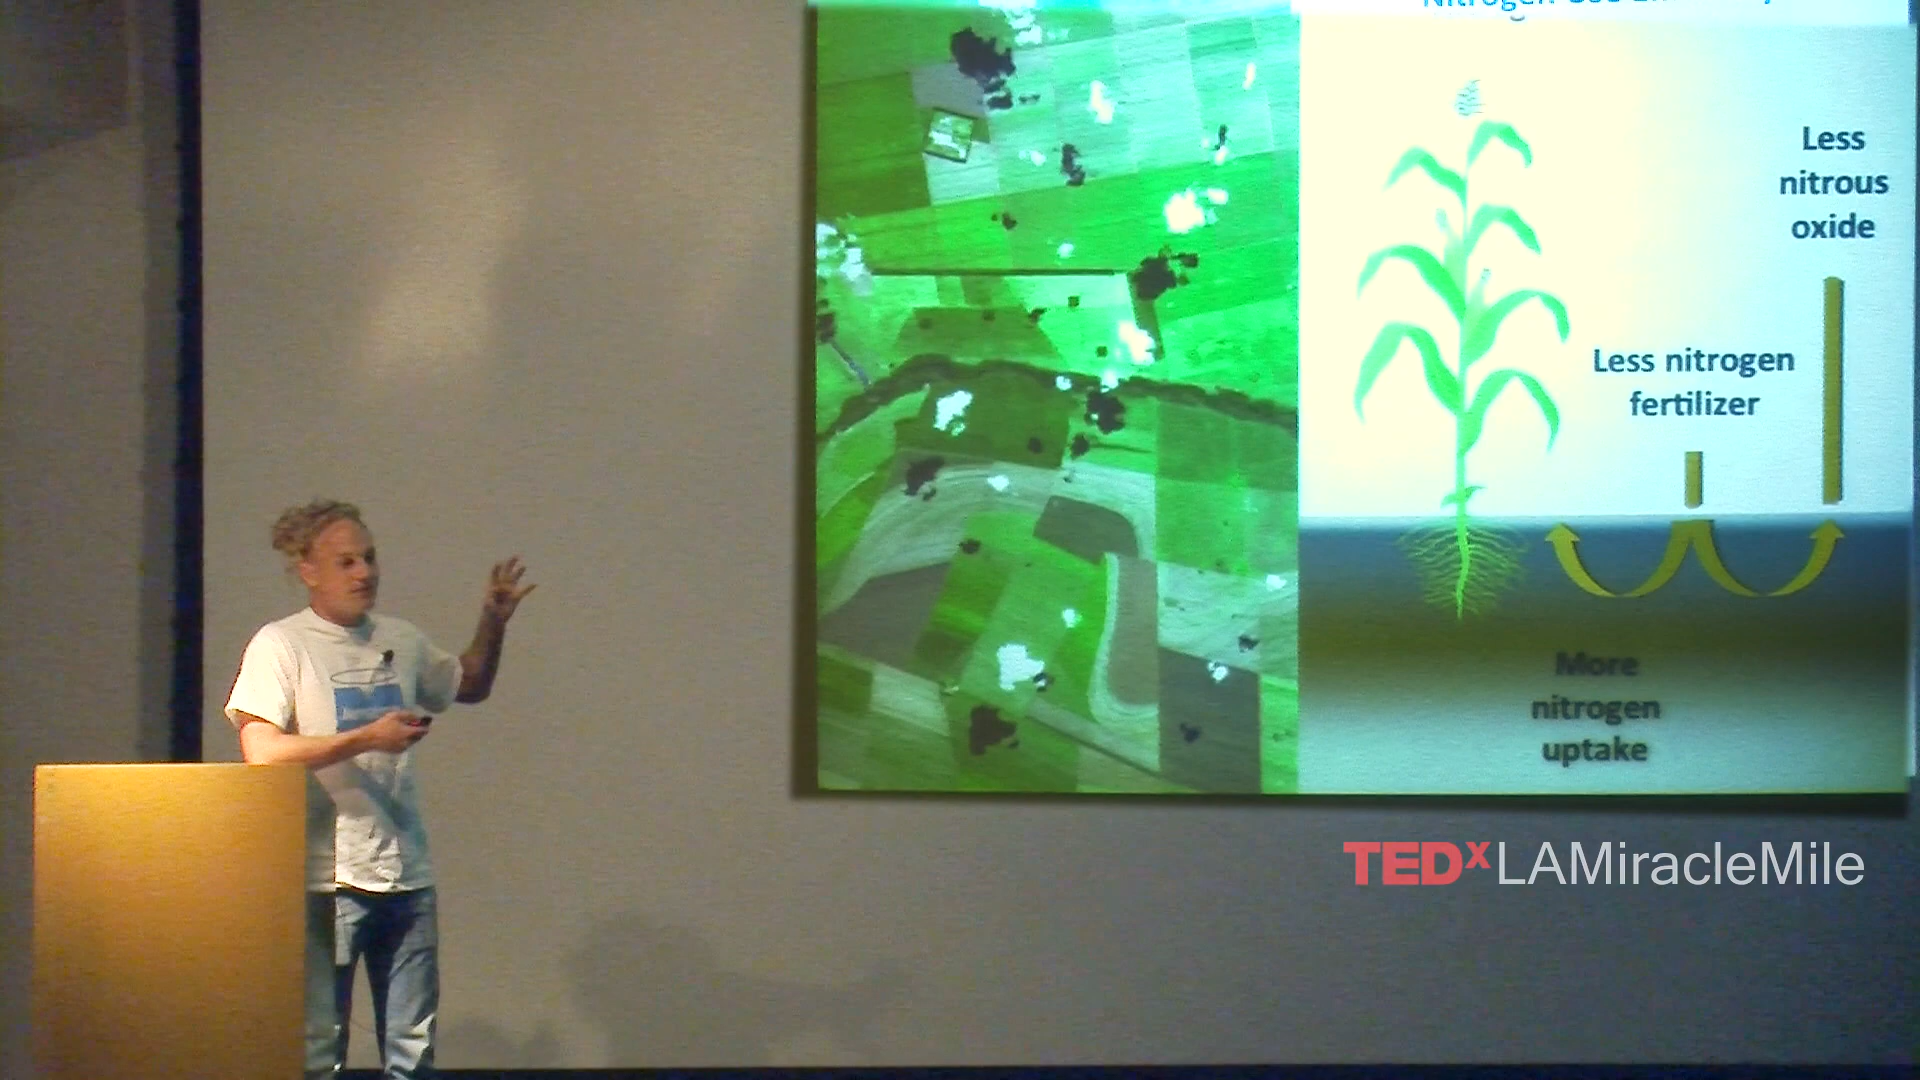 Less
nitrous
oxide
Less nitrogen
fertilizer
More
nitrogen
uptake
TEDxLAMiracleMile